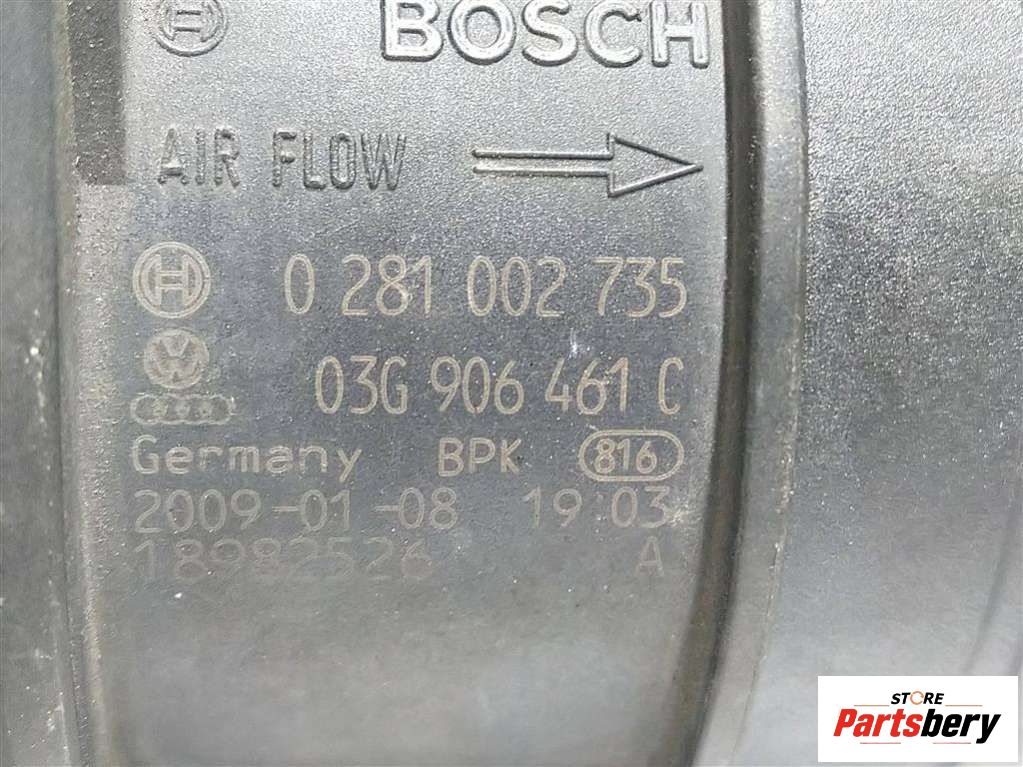 BOSCH
AIR FLOW
0 281 002 735
03G 906 461 C
Germany BPK 816
2009-01-08 19:03
18982526 A
STORE
Partsbery